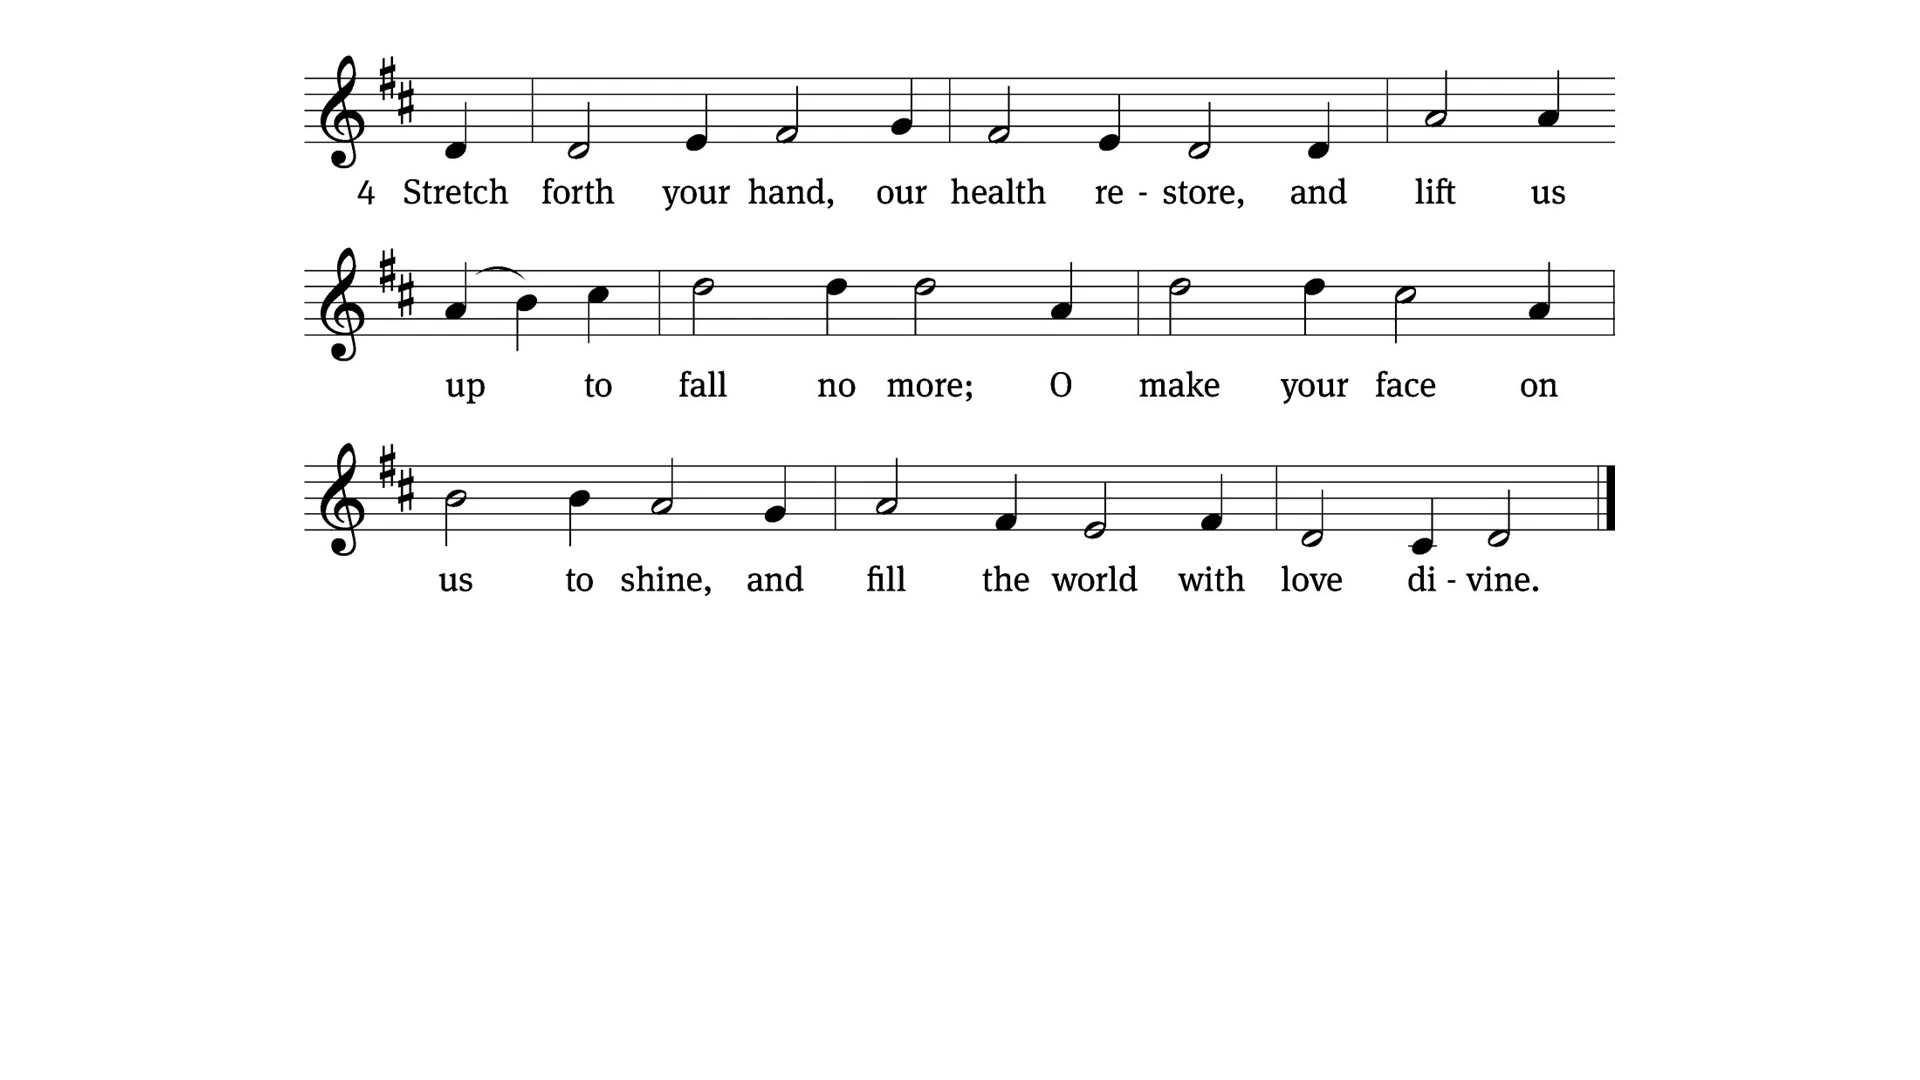 4 Stretch forth your hand, our health re - store, and lift us
up to fall no more; O make your face on
us to shine, and fill the world with love di - vine.